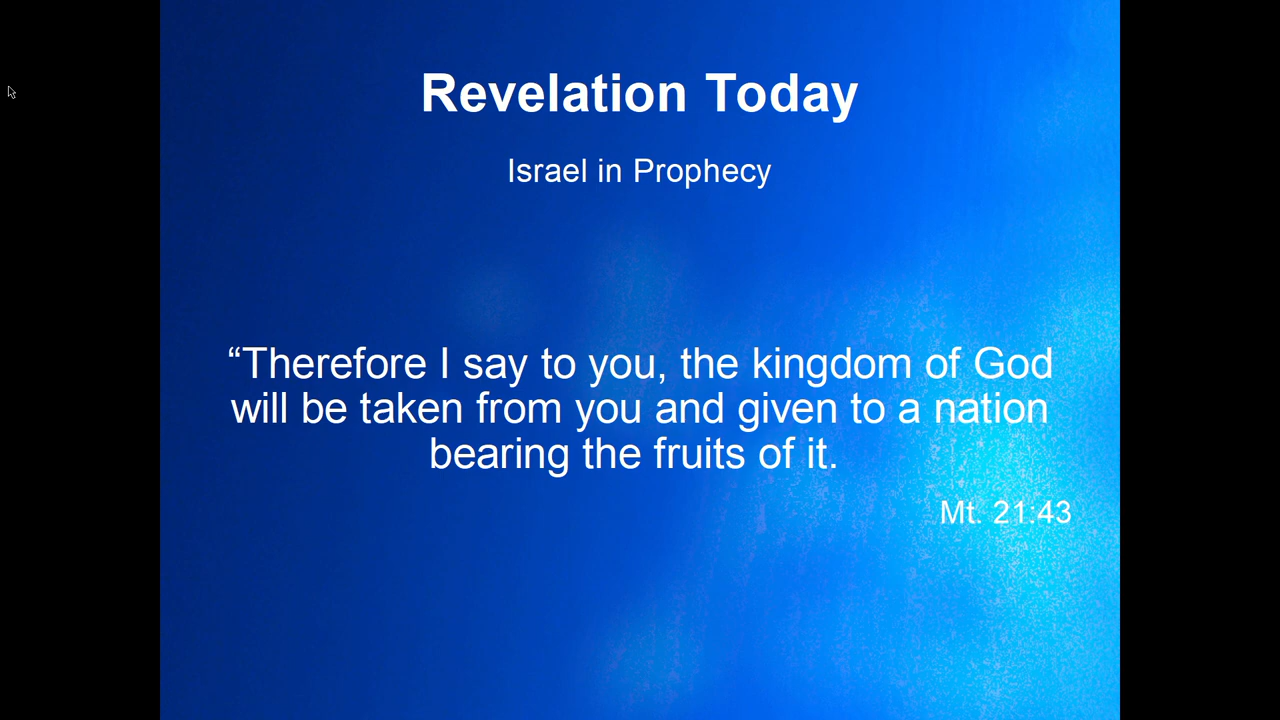 Revelation Today
Israel in Prophecy
“Therefore I say to you, the kingdom of God
will be taken from you and given to a nation
bearing the fruits of it.
Mt. 21:43